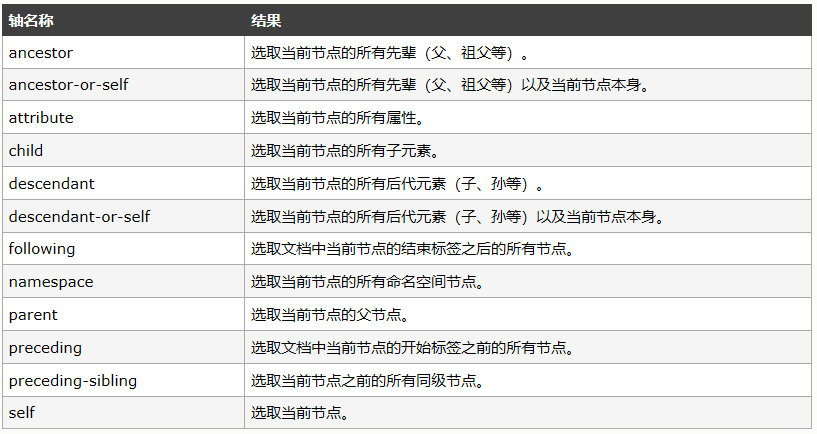 轴名称 结果
ancestor 选取当前节点的所有先辈（父、祖父等）。
ancestor-or-self 选取当前节点的所有先辈（父、祖父等）以及当前节点本身。
attribute 选取当前节点的所有属性。
child 选取当前节点的所有子元素。
descendant 选取当前节点的所有后代元素（子、孙等）。
descendant-or-self 选取当前节点的所有后代元素（子、孙等）以及当前节点本身。
following 选取文档中当前节点的结束标签之后的所有节点。
namespace 选取当前节点的所有命名空间节点。
parent 选取当前节点的父节点。
preceding 选取文档中当前节点的开始标签之前的所有节点。
preceding-sibling 选取当前节点之前的所有同级节点。
self 选取当前节点。